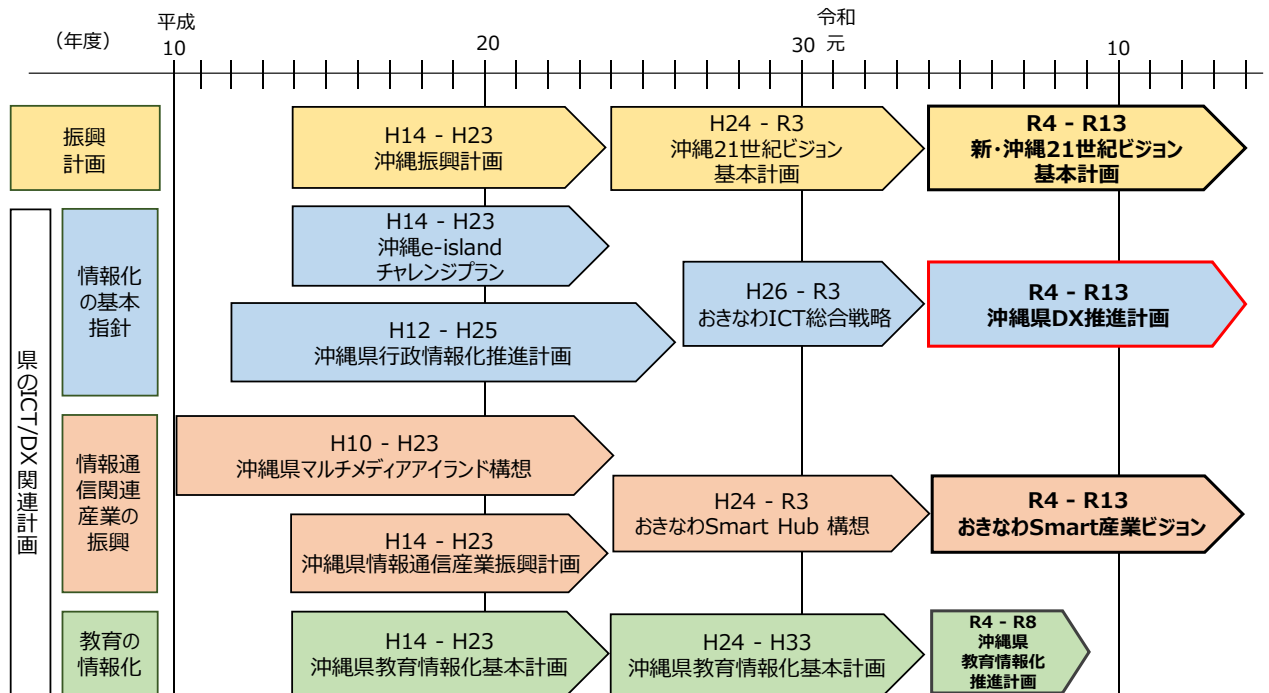 (年度)
平成
10
20
30
令和
元
10
振興
計画
H14 - H23
沖縄振興計画
H24 - R3
沖縄21世紀ビジョン
基本計画
R4 - R13
新・沖縄21世紀ビジョン
基本計画
県のICT/DX関連計画
情報化
の基本
指針
H14 - H23
沖縄e-island
チャレンジプラン
H12 - H25
沖縄県行政情報化推進計画
H26 - R3
おきなわICT総合戦略
R4 - R13
沖縄県DX推進計画
情報通
信関連
産業の
振興
H10 - H23
沖縄県マルチメディアアイランド構想
H14 - H23
沖縄県情報通信産業振興計画
H24 - R3
おきなわSmart Hub 構想
R4 - R13
おきなわSmart産業ビジョン
教育の
情報化
H14 - H23
沖縄県教育情報化基本計画
H24 - H33
沖縄県教育情報化基本計画
R4 - R8
沖縄県
教育情報化
推進計画